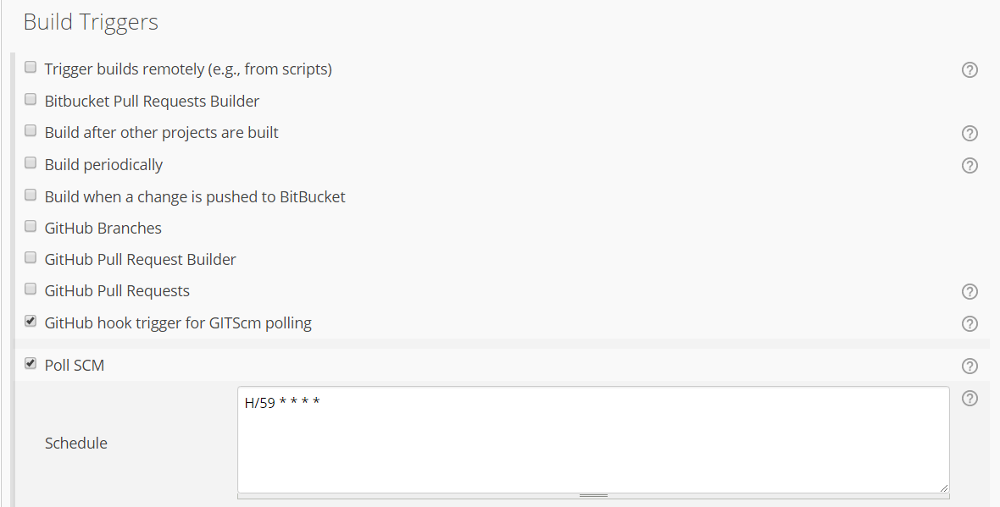 Build Triggers
Trigger builds remotely (e.g., from scripts)
Bitbucket Pull Requests Builder
Build after other projects are built
Build periodically
Build when a change is pushed to BitBucket
GitHub Branches
GitHub Pull Request Builder
GitHub Pull Requests
GitHub hook trigger for GITScm polling
Poll SCM
H/59 * * * *
Schedule